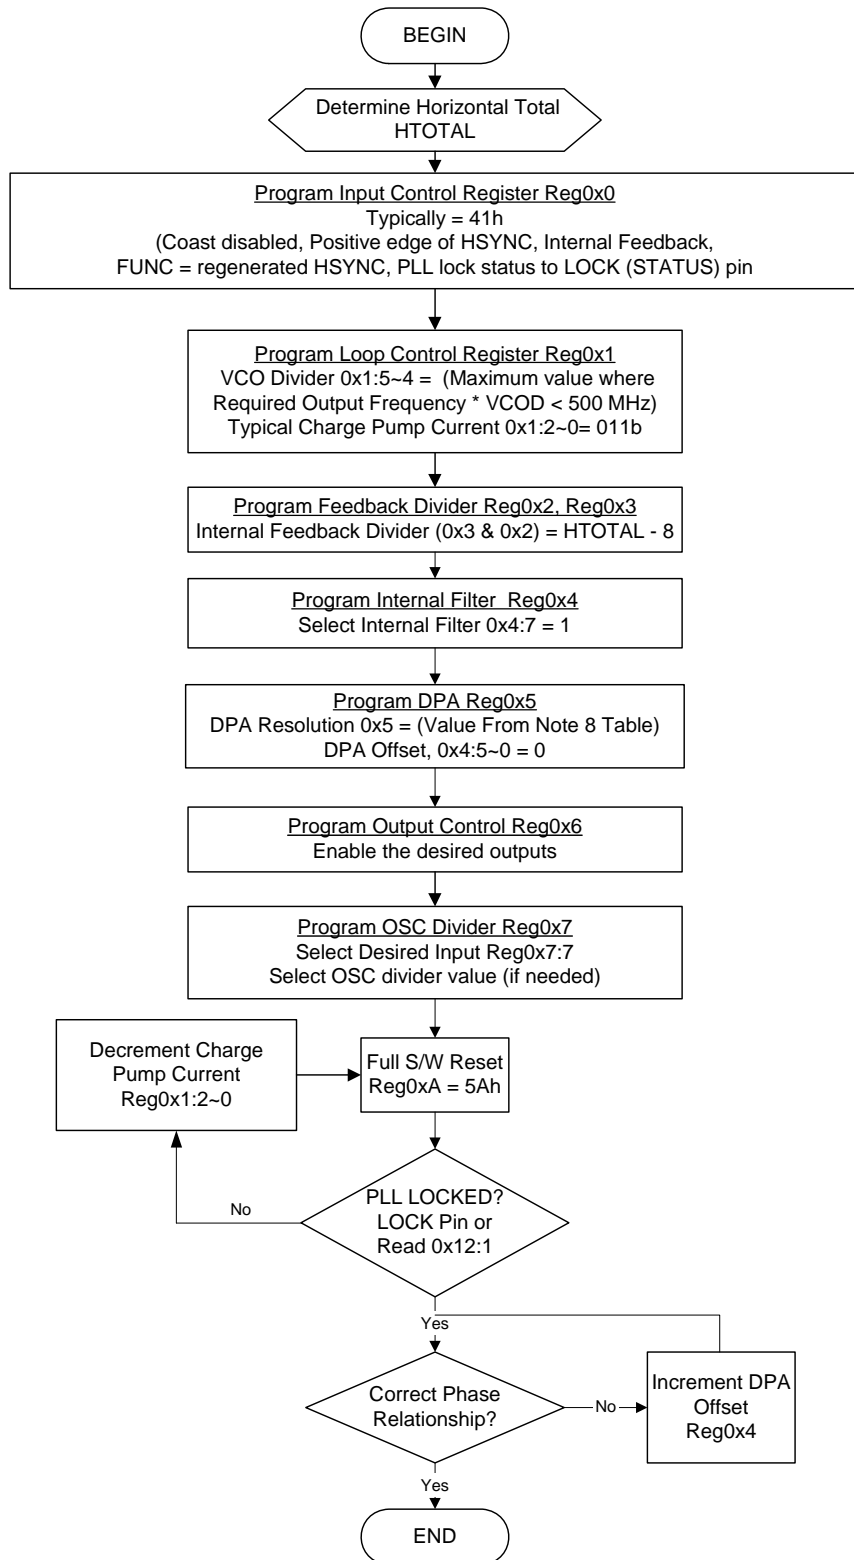 BEGIN
Determine Horizontal Total
HTOTAL
Program Input Control Register Reg0x0
Typically = 41h
(Coast disabled, Positive edge of HSYNC, Internal Feedback,
FUNC = regenerated HSYNC, PLL lock status to LOCK (STATUS) pin
Program Loop Control Register Reg0x1
VCO Divider 0x1:5~4 = (Maximum value where
Required Output Frequency * VCOD < 500 MHz)
Typical Charge Pump Current 0x1:2~0= 011b
Program Feedback Divider Reg0x2, Reg0x3
Internal Feedback Divider (0x3 & 0x2) = HTOTAL - 8
Program Internal Filter Reg0x4
Select Internal Filter 0x4:7 = 1
Program DPA Reg0x5
DPA Resolution 0x5 = (Value From Note 8 Table)
DPA Offset, 0x4:5~0 = 0
Program Output Control Reg0x6
Enable the desired outputs
Program OSC Divider Reg0x7
Select Desired Input Reg0x7:7
Select OSC divider value (if needed)
Decrement Charge
Pump Current
Reg0x1:2~0
Full S/W Reset
Reg0xA = 5Ah
No
PLL LOCKED?
LOCK Pin or
Read 0x12:1
Yes
Correct Phase
Relationship?
No
Increment DPA
Offset
Reg0x4
Yes
END